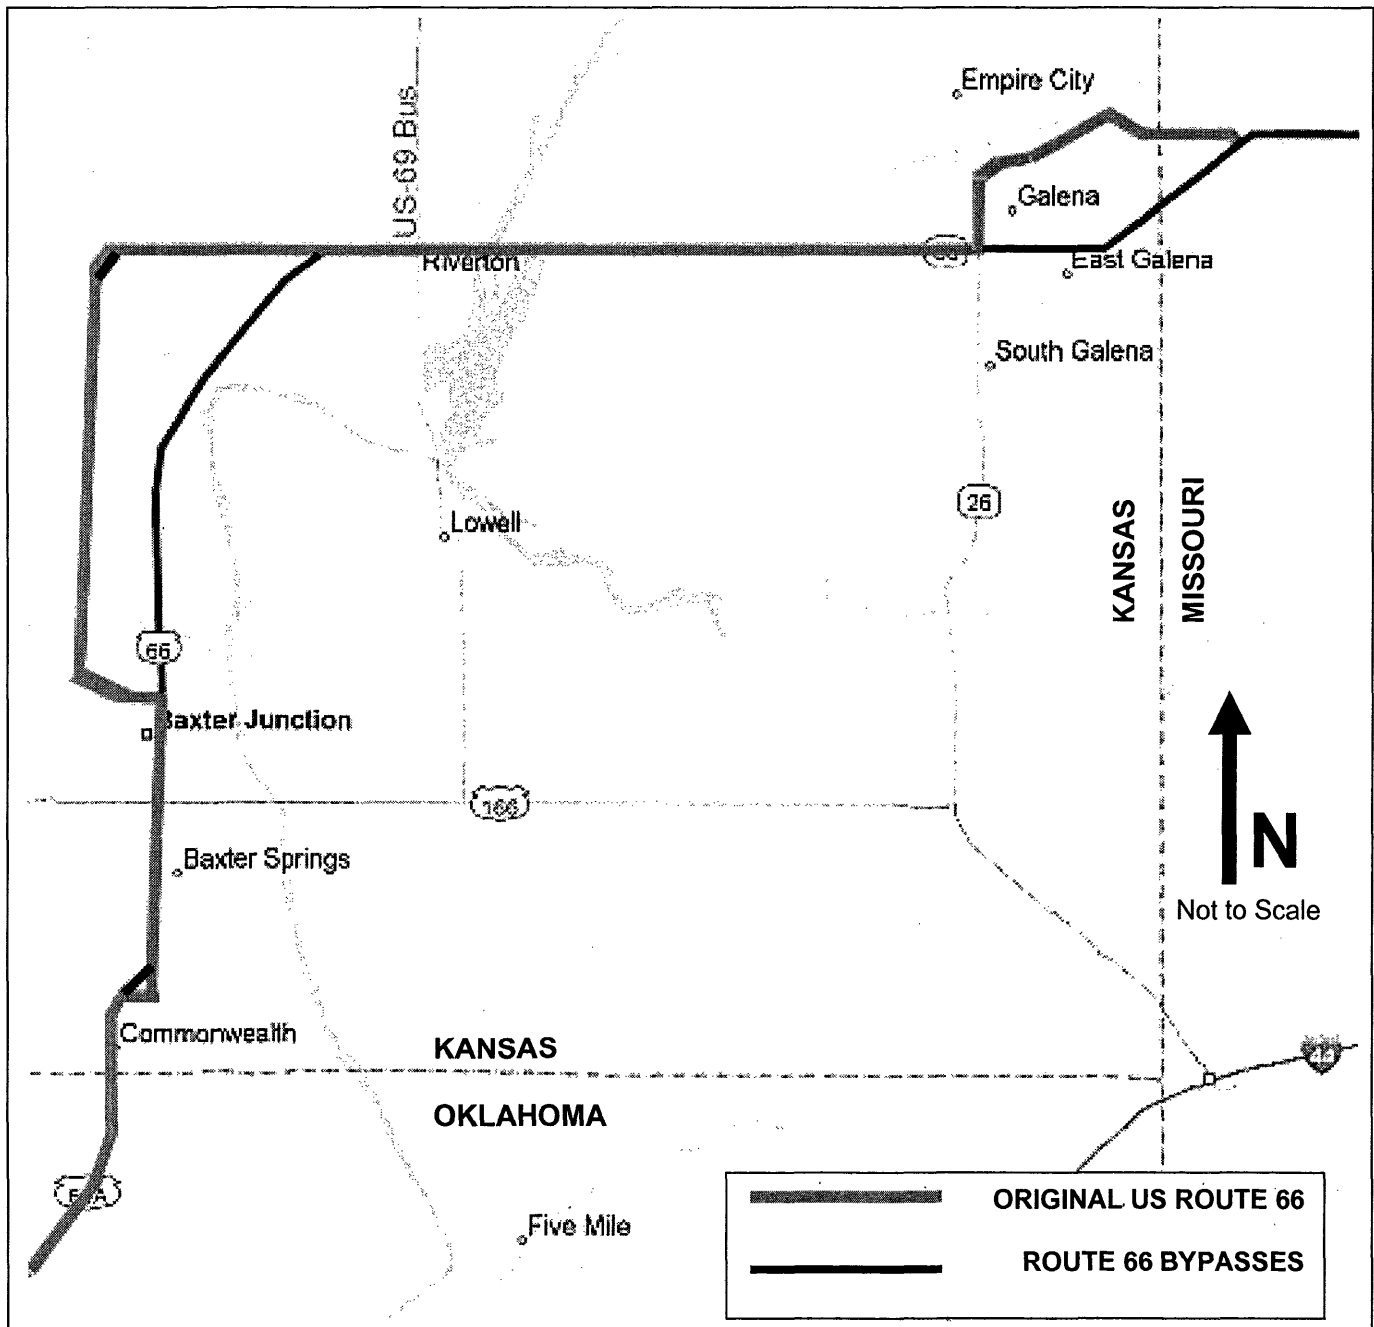 Empire City
US-69 Bus
Galena
Riverton
East Galena
South Galena
26
KANSAS
MISSOURI
Lowell
66
Baxter Junction
166
N
Baxter Springs
Not to Scale
Commonwealth
KANSAS
OKLAHOMA
ORIGINAL US ROUTE 66
Five Mile
ROUTE 66 BYPASSES